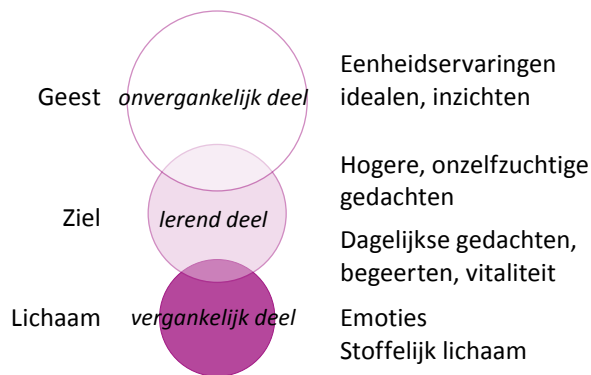 Eenheidservaringen
idealen, inzichten
Geest
onvergankelijk deel
Hogere, onzelfzuchtige
gedachten
Ziel
lerend deel
Dagelijkse gedachten,
begeerten, vitaliteit
Lichaam
vergankelijk deel
Emoties
Stoffelijk lichaam